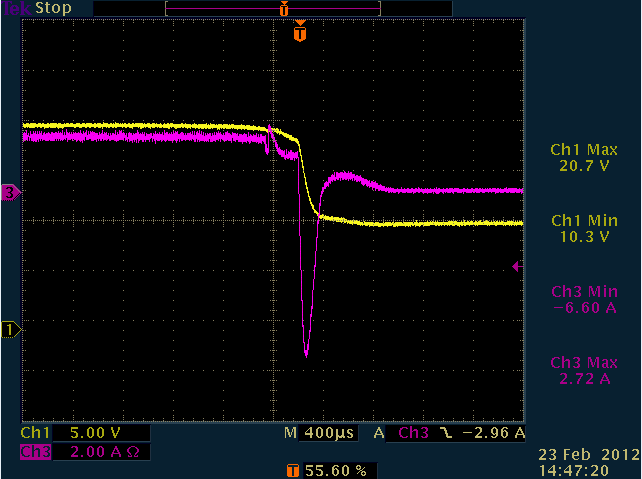 Tek Stop
T
T
Ch1 Max
20.7 V
Ch1 Min
10.3 V
3
Ch3 Min
−6.60 A
1
Ch3 Max
2.72 A
Ch1 5.00 V M 400µs A Ch3 −2.96 A
Ch3 2.00 A Ω
T 55.60 %
23 Feb 2012
14:47:20